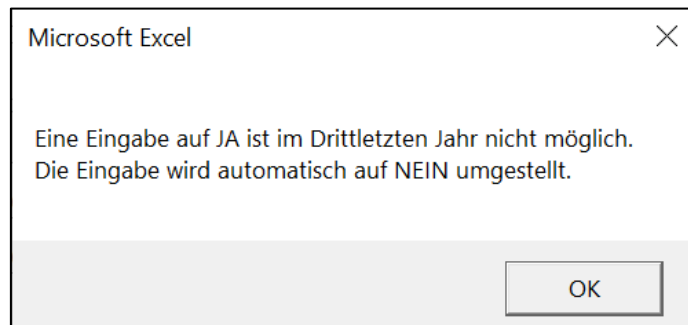 Microsoft Excel
Eine Eingabe auf JA ist im Drittletzten Jahr nicht möglich.
Die Eingabe wird automatisch auf NEIN umgestellt.
OK